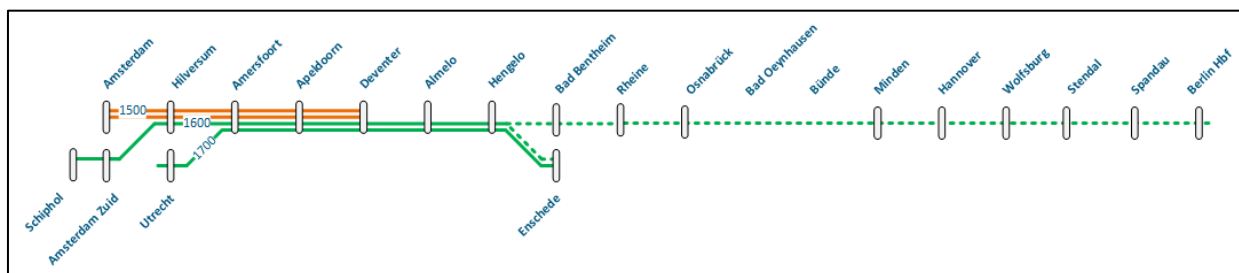 Amsterdam
Hilversum
Amersfoort
Apeldoorn
Deventer
Almelo
Hengelo
Bad Bentheim
Rheine
Osnabrück
Bad Oeynhausen
Bünde
Minden
Hannover
Wolfsburg
Stendal
Spandau
Berlin Hbf
1500
1600
1700
Schiphol
Amsterdam Zuid
Utrecht
Enschede